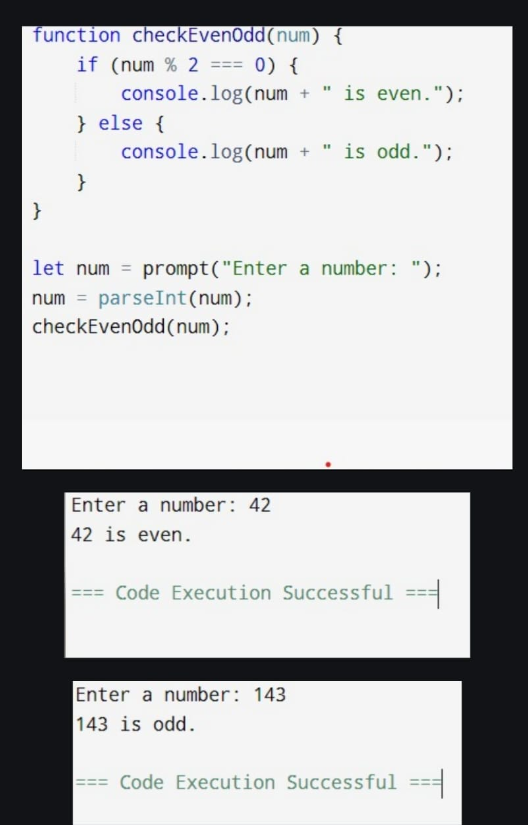 function checkEvenOdd(num) {
    if (num % 2 === 0) {
        console.log(num + " is even.");
    } else {
        console.log(num + " is odd.");
    }
}

let num = prompt("Enter a number: ");
num = parseInt(num);
checkEvenOdd(num);
Enter a number: 42
42 is even.

=== Code Execution Successful ===
Enter a number: 143
143 is odd.

=== Code Execution Successful ===